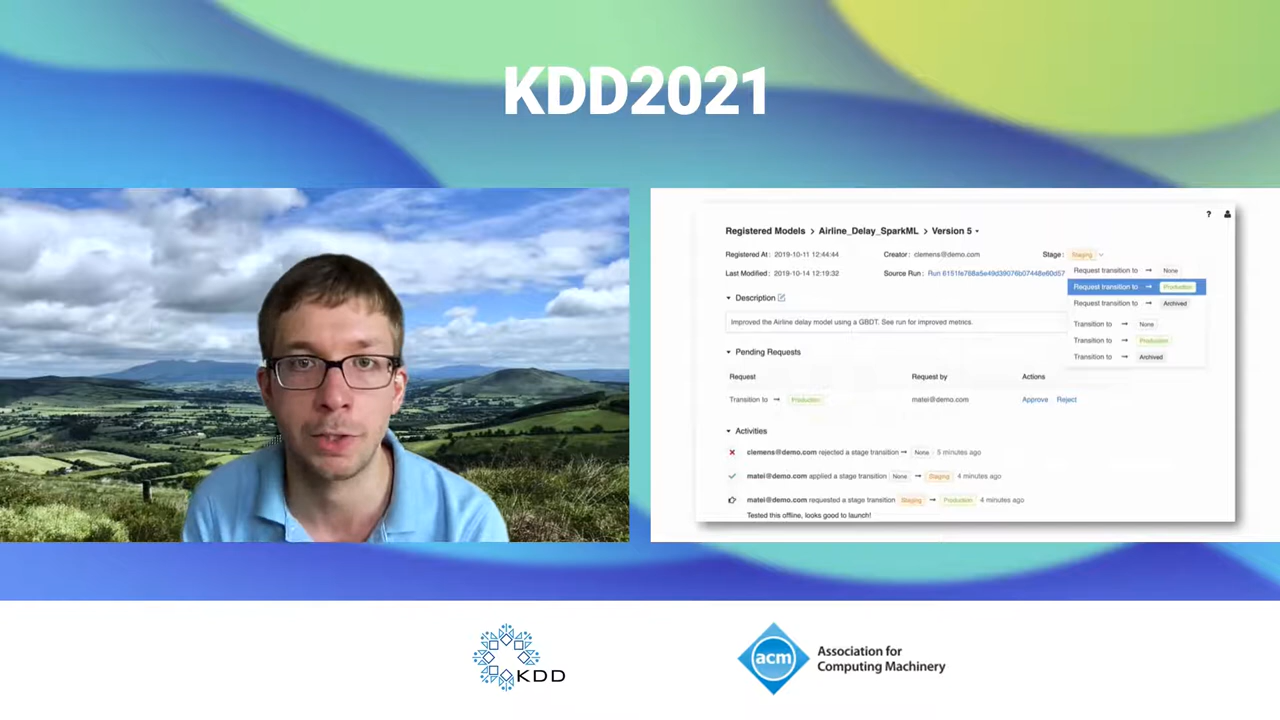 KDD2021
Registered Models > Airline_Delay_SparkML > Version 5
Registered At : 2019-10-11 12:44:44 Creator : clemens@demo.com Stage : Staging
Last Modified : 2019-10-14 12:19:32 Source Run : Run 6151fe768a5e49d39076b07448e60d57
Request transition to → None
Request transition to → Production
Request transition to → Archived
Transition to → None
Transition to → Production
Transition to → Archived
Description
Improved the Airline delay model using a GBDT. See run for improved metrics.
Pending Requests
Request Request by Actions
Transition to → Production matei@demo.com Approve Reject
Activities
clemens@demo.com rejected a stage transition → None 5 minutes ago
matei@demo.com applied a stage transition None → Staging 4 minutes ago
matei@demo.com requested a stage transition Staging → Production 4 minutes ago
Tested this offline, looks good to launch!
KDD
acm
Association for
Computing Machinery